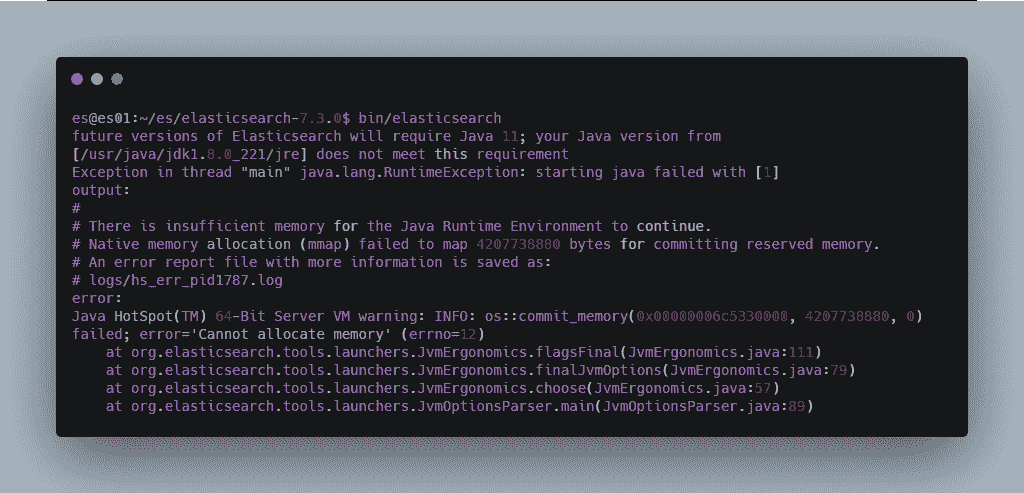 es@es01:~/es/elasticsearch-7.3.0$ bin/elasticsearch
future versions of Elasticsearch will require Java 11; your Java version from
[/usr/java/jdk1.8.0_221/jre] does not meet this requirement
Exception in thread "main" java.lang.RuntimeException: starting java failed with [1]
output:
#
# There is insufficient memory for the Java Runtime Environment to continue.
# Native memory allocation (mmap) failed to map 4207738880 bytes for committing reserved memory.
# An error report file with more information is saved as:
# logs/hs_err_pid1787.log
error:
Java HotSpot(TM) 64-Bit Server VM warning: INFO: os::commit_memory(0x00000006c5330000, 4207738880, 0)
failed; error='Cannot allocate memory' (errno=12)
    at org.elasticsearch.tools.launchers.JvmErgonomics.flagsFinal(JvmErgonomics.java:111)
    at org.elasticsearch.tools.launchers.JvmErgonomics.finalJvmOptions(JvmErgonomics.java:79)
    at org.elasticsearch.tools.launchers.JvmErgonomics.choose(JvmErgonomics.java:57)
    at org.elasticsearch.tools.launchers.JvmOptionsParser.main(JvmOptionsParser.java:89)